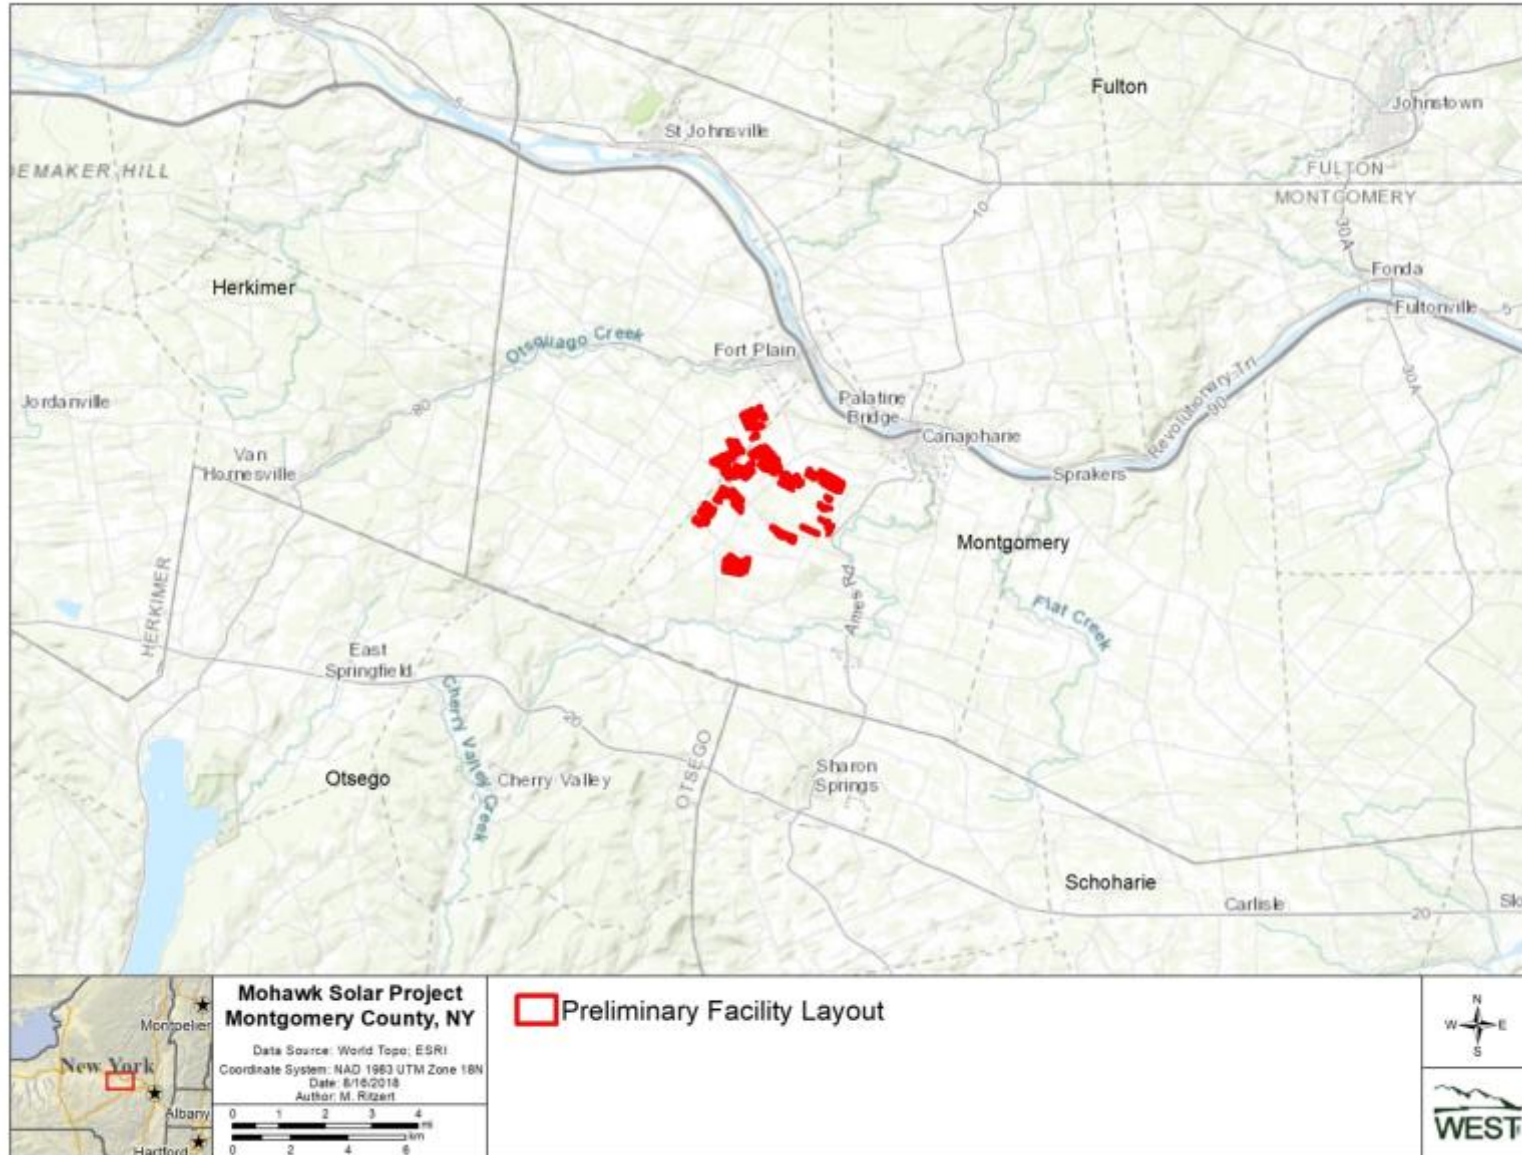 Fulton
Johnstown
St Johnsville
EMAKER HILL
FULTON
MONTGOMERY
10
30A
5
Herkimer
Fonda
Fultonville
5
Otsquago Creek
Fort Plain
30A
Revolutionary Trl
90
Jordanville
80
Palatine
Bridge
Canajoharie
Van
Hornesville
Sprakers
Montgomery
HERKIMER
Ames Rd
Flat Creek
East
Springfield
20
Cherry Valley Creek
OTSEGO
Otsego
Cherry Valley
Sharon
Springs
Schoharie
Carlisle
20
Sk
Montpelier
New York
Albany
Hartford
Mohawk Solar Project
Montgomery County, NY
Data Source: World Topo; ESRI
Coordinate System: NAD 1983 UTM Zone 18N
Date: 8/16/2018
Author: M. Ritzert
0 1 2 3 4
mi
km
0 2 4 6
Preliminary Facility Layout
N
W E
S
WEST